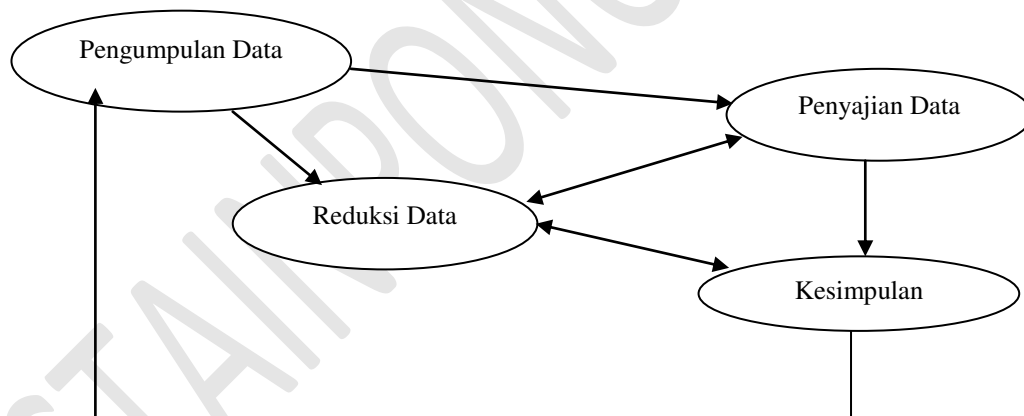 Pengumpulan Data
Penyajian Data
Reduksi Data
Kesimpulan